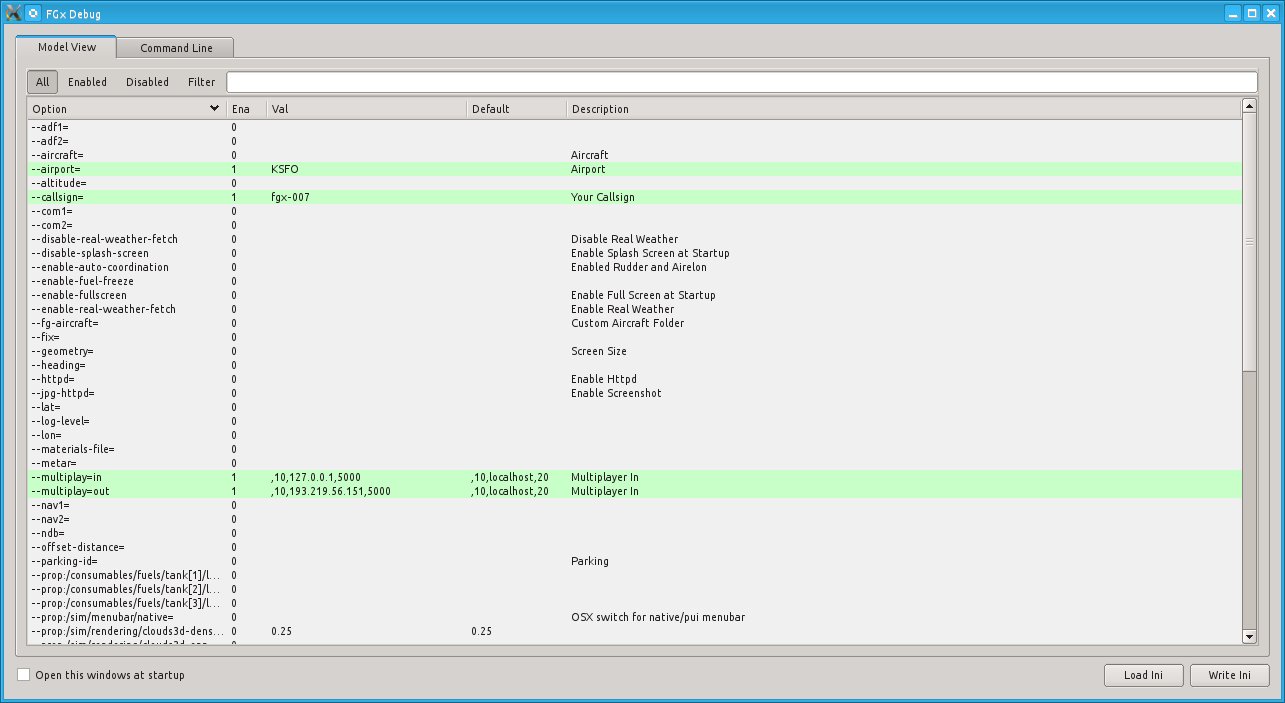 FGx Debug
Model View Command Line
All Enabled Disabled Filter
Option Ena Val Default Description
--adf1= 0
--adf2= 0
--aircraft= 0 Aircraft
--airport= 1 KSFO Airport
--altitude= 0
--callsign= 1 fgx-007 Your Callsign
--com1= 0
--com2= 0
--disable-real-weather-fetch 0 Disable Real Weather
--disable-splash-screen 0 Enable Splash Screen at Startup
--enable-auto-coordination 0 Enabled Rudder and Airelon
--enable-fuel-freeze 0
--enable-fullscreen 0 Enable Full Screen at Startup
--enable-real-weather-fetch 0 Enable Real Weather
--fg-aircraft= 0 Custom Aircraft Folder
--fix= 0
--geometry= 0 Screen Size
--heading= 0
--httpd= 0 Enable Httpd
--jpg-httpd= 0 Enable Screenshot
--lat= 0
--log-level= 0
--lon= 0
--materials-file= 0
--metar= 0
--multiplay=in 1 ,10,127.0.0.1,5000 ,10,localhost,20 Multiplayer In
--multiplay=out 1 ,10,193.219.56.151,5000 ,10,localhost,20 Multiplayer In
--nav1= 0
--nav2= 0
--ndb= 0
--offset-distance= 0
--parking-id= 0 Parking
--prop:/consumables/fuels/tank[1]/l... 0
--prop:/consumables/fuels/tank[2]/l... 0
--prop:/consumables/fuels/tank[3]/l... 0
--prop:/sim/menubar/native= 0 OSX switch for native/pui menubar
--prop:/sim/rendering/clouds3d-dens... 0 0.25 0.25
Open this windows at startup Load Ini Write Ini